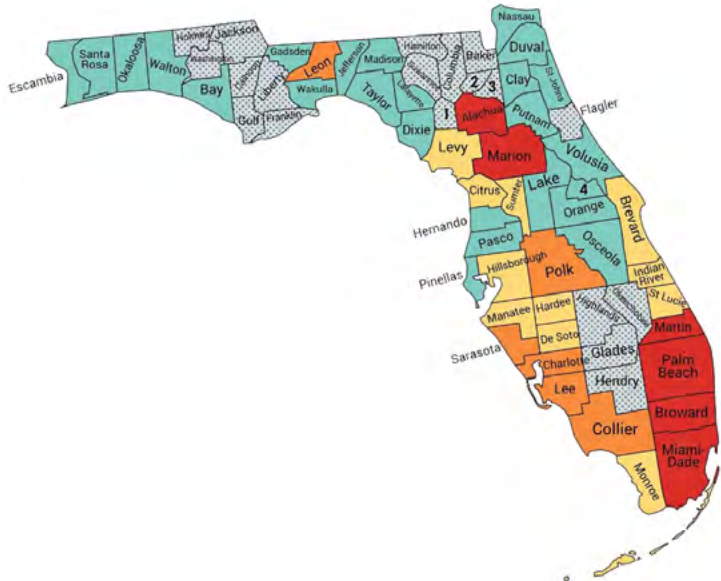 Escambia
Santa
Rosa
Okaloosa
Walton
Holmes
Jackson
Washington
Bay
Calhoun
Gulf
Liberty
Franklin
Gadsden
Leon
Wakulla
Jefferson
Madison
Taylor
Hamilton
Suwannee
Lafayette
Dixie
Columbia
Baker
1
2
3
Nassau
Duval
Clay
St Johns
Putnam
Flagler
Alachua
Levy
Marion
Volusia
Citrus
Sumter
Lake
4
Orange
Brevard
Hernando
Pasco
Pinellas
Hillsborough
Polk
Osceola
Indian
River
Manatee
Hardee
Highlands
Okeechobee
St Lucie
Sarasota
De Soto
Martin
Charlotte
Glades
Palm
Beach
Lee
Hendry
Broward
Collier
Miami-
Dade
Monroe